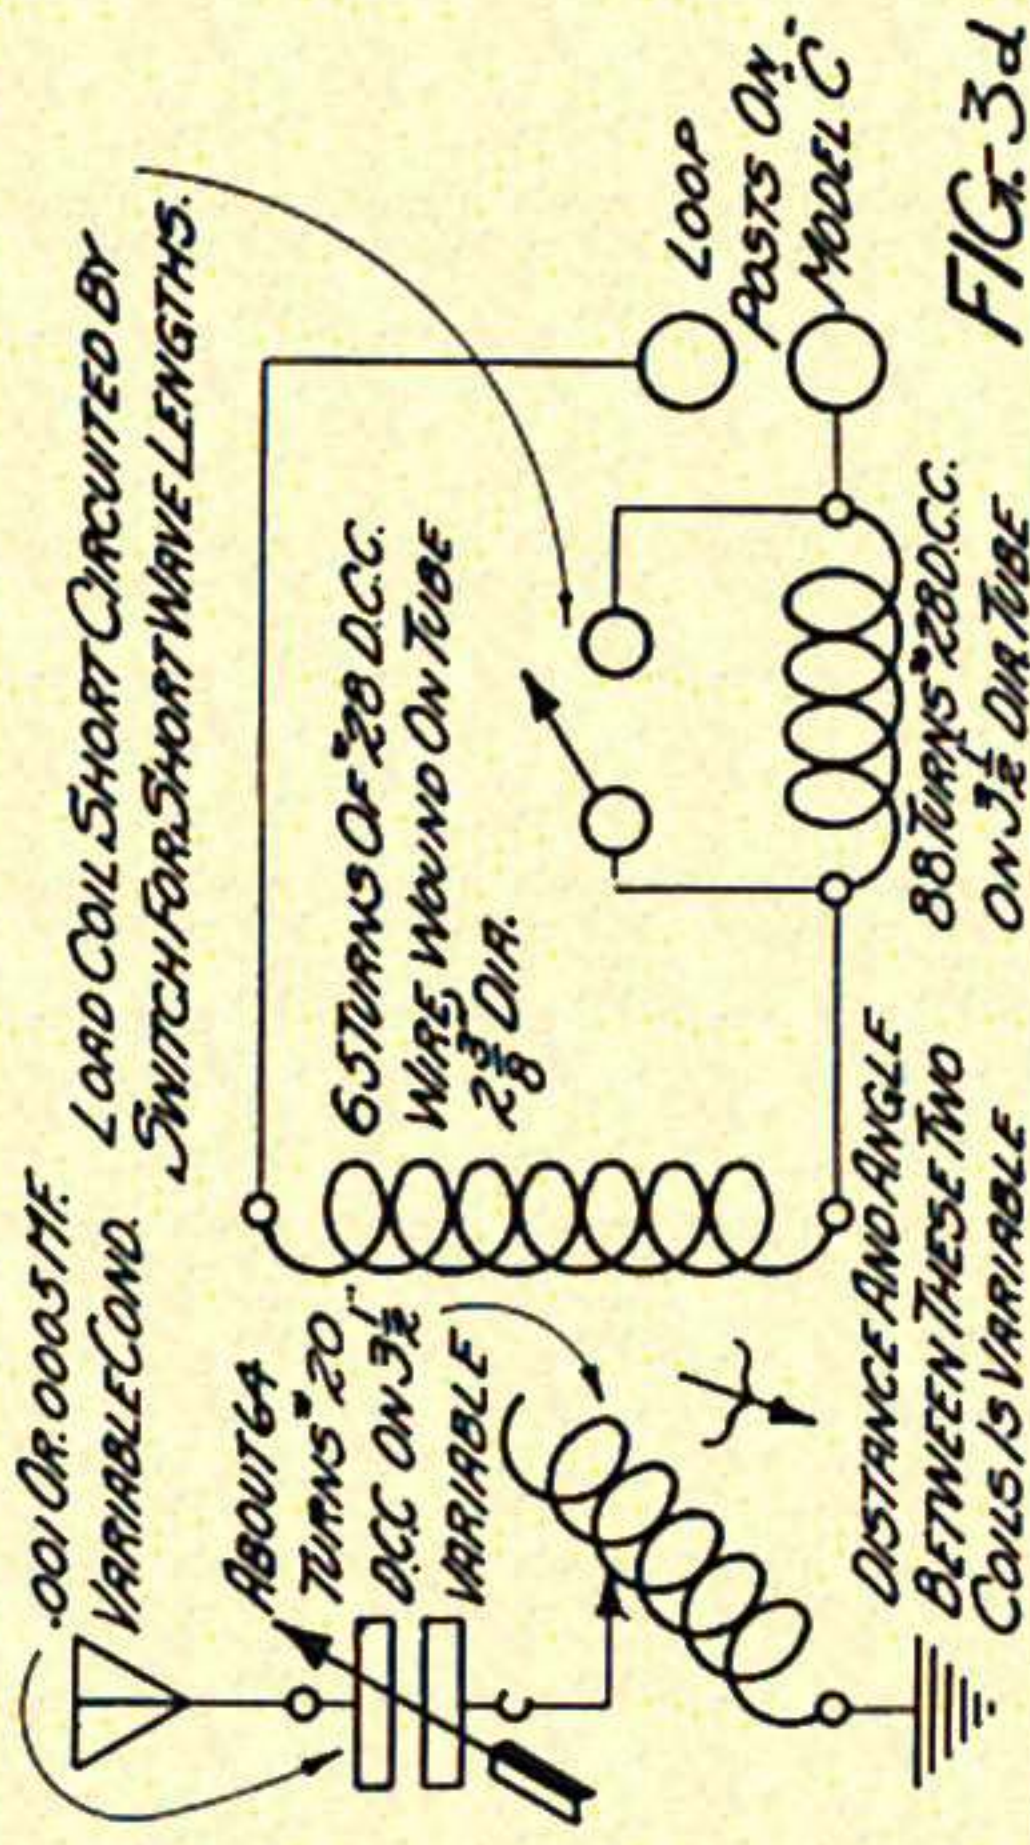 .001 OR .0005 MF.
VARIABLE COND.
LOAD COIL SHORT CIRCUITED BY
SWITCH FOR SHORT WAVE LENGTHS.
ABOUT 64
TURNS #20
D.C.C ON 3½"
VARIABLE
65 TURNS OF #28 D.C.C.
WIRE, WOUND ON TUBE
2⅜ DIA.
LOOP
POSTS ON
MODEL C
DISTANCE AND ANGLE
BETWEEN THESE TWO
COILS IS VARIABLE
88 TURNS #28 D.C.C.
ON 3½ DIA. TUBE
FIG. 3d